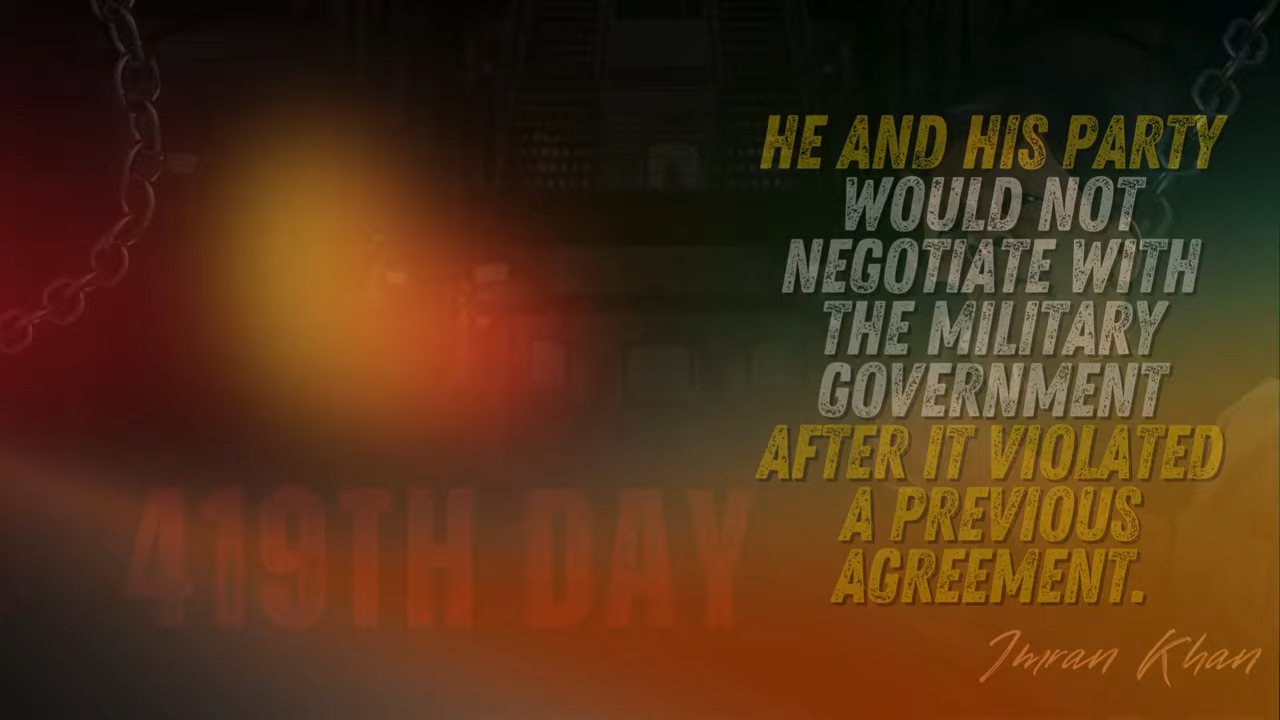 HE AND HIS PARTY
WOULD NOT
NEGOTIATE WITH
THE MILITARY
GOVERNMENT
AFTER IT VIOLATED
A PREVIOUS
AGREEMENT.
Imran Khan
419TH DAY